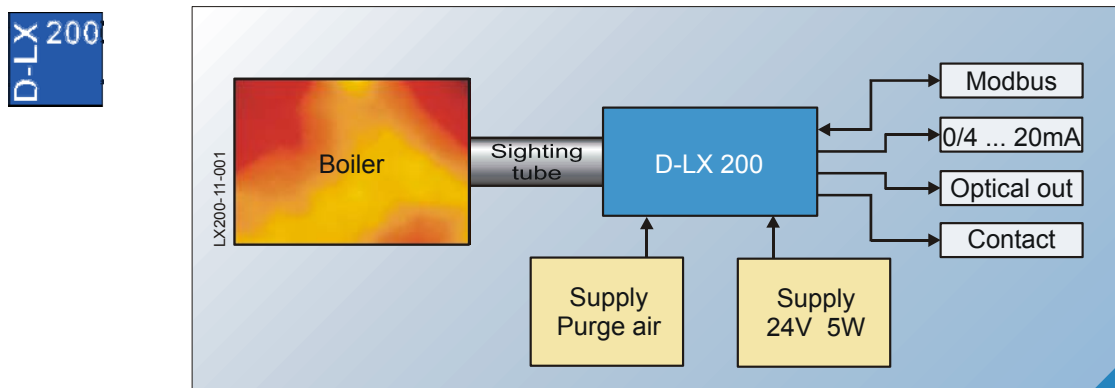 D-LX 200
LX200-11-001
Boiler
Sighting
tube
D-LX 200
Modbus
0/4 ... 20mA
Optical out
Contact
Supply
Purge air
Supply
24V 5W